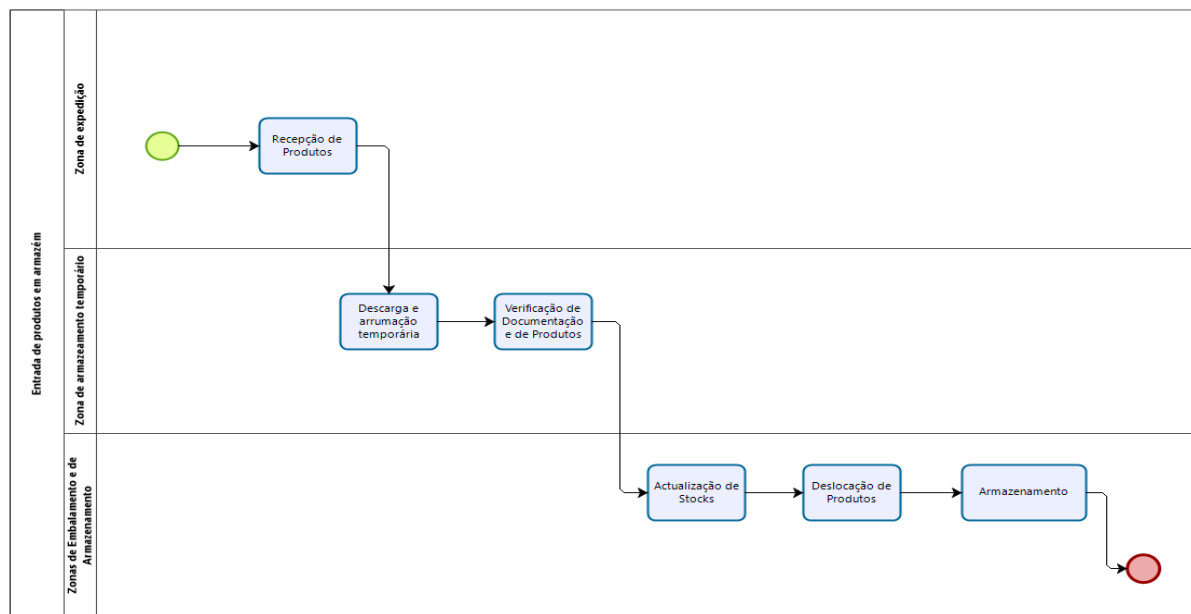 Entrada de produtos em armazém
Zona de expedição
Recepção de
Produtos
Zona de armazeamento temporário
Descarga e
arrumação
temporária
Verificação de
Documentação
e de Produtos
Zonas de Embalamento e de
Armazenamento
Actualização de
Stocks
Deslocação de
Produtos
Armazenamento